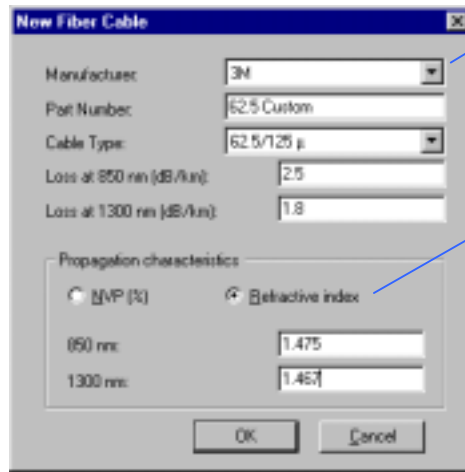 New Fiber Cable
Manufacturer: 3M
Part Number: 62.5 Custom
Cable Type: 62.5/125 µ
Loss at 850 nm (dB/km): 2.5
Loss at 1300 nm (dB/km): 1.8
Propagation characteristics
NVP (%) Refractive index
850 nm: 1.475
1300 nm: 1.467
OK Cancel